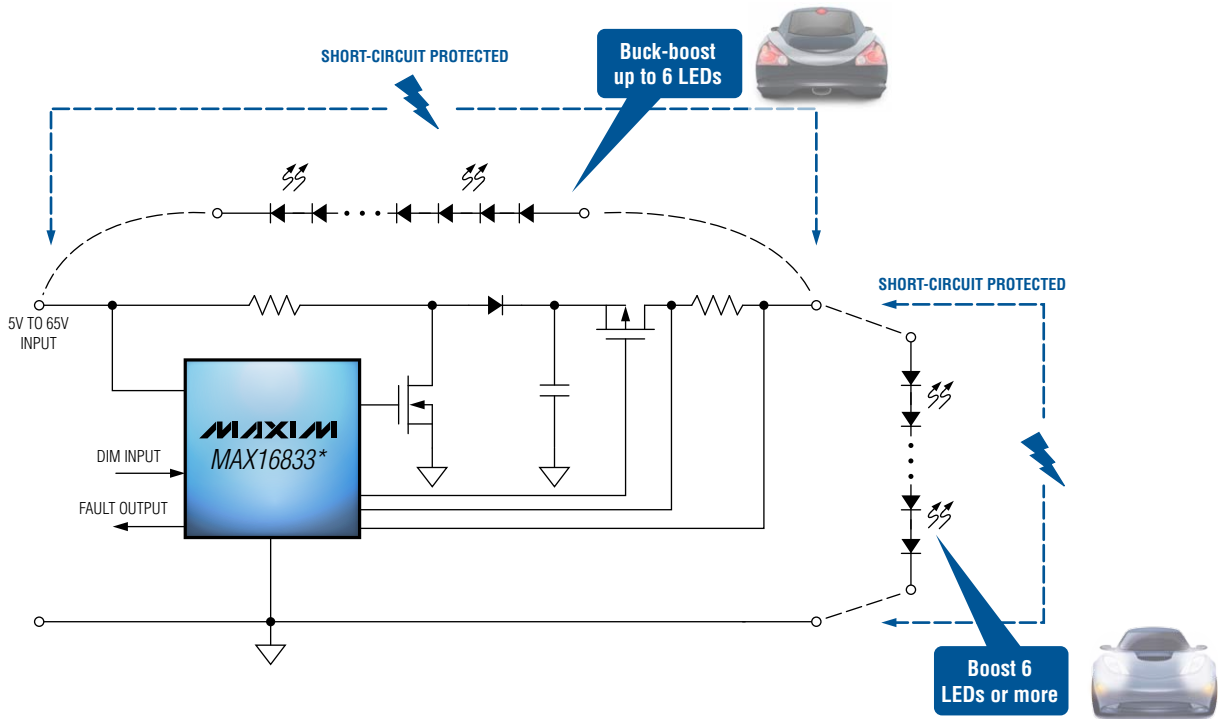 SHORT-CIRCUIT PROTECTED
Buck-boost
up to 6 LEDs
5V TO 65V
INPUT
SHORT-CIRCUIT PROTECTED
MAXIM
MAX16833*
DIM INPUT
FAULT OUTPUT
Boost 6
LEDs or more